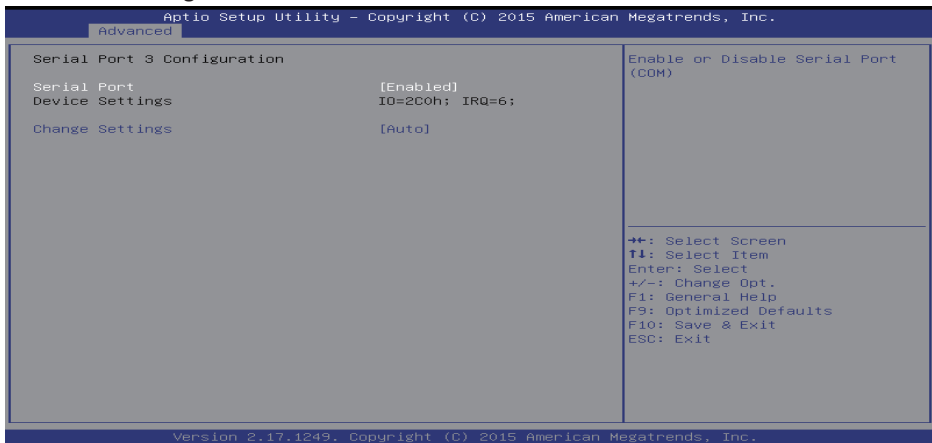 Aptio Setup Utility – Copyright (C) 2015 American Megatrends, Inc.
Advanced
Serial Port 3 Configuration
Serial Port [Enabled]
Device Settings IO=2C0h; IRQ=6;
Change Settings [Auto]
Enable or Disable Serial Port
(COM)
→←: Select Screen
↑↓: Select Item
Enter: Select
+/-: Change Opt.
F1: General Help
F9: Optimized Defaults
F10: Save & Exit
ESC: Exit
Version 2.17.1249. Copyright (C) 2015 American Megatrends, Inc.